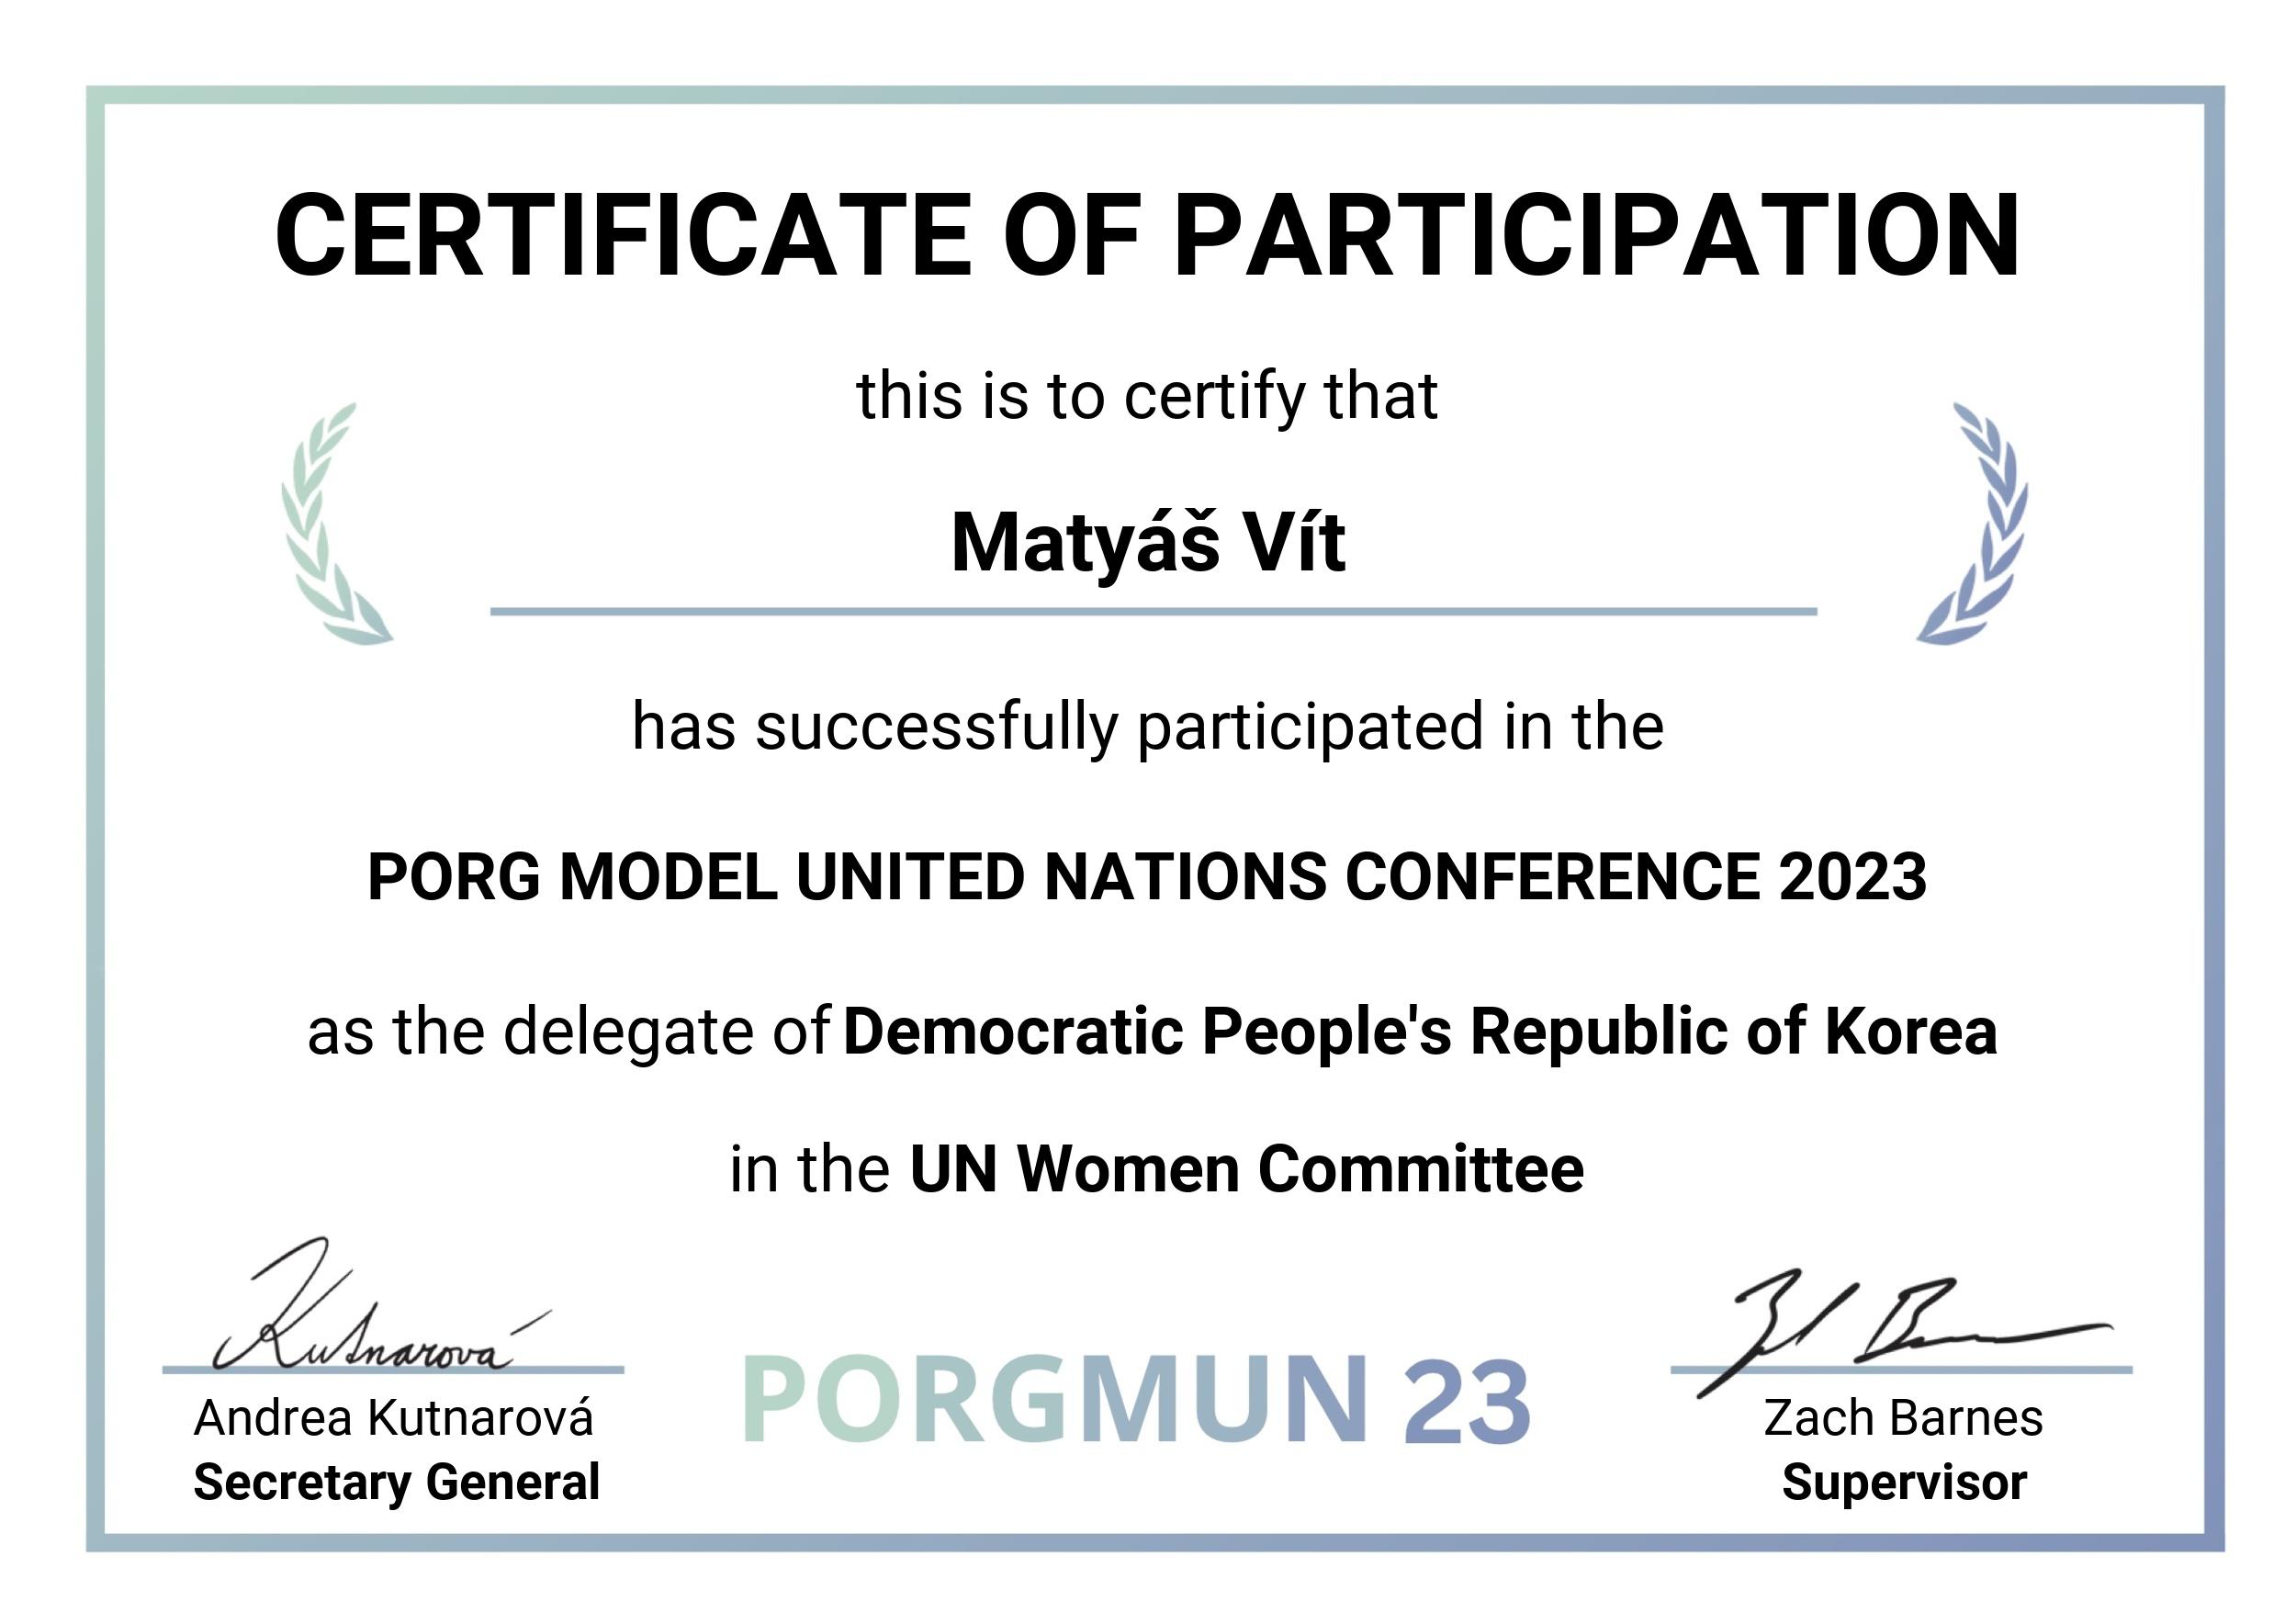 CERTIFICATE OF PARTICIPATION
this is to certify that
Matyáš Vít
has successfully participated in the
PORG MODEL UNITED NATIONS CONFERENCE 2023
as the delegate of Democratic People's Republic of Korea
in the UN Women Committee
Kutnarová
Andrea Kutnarová
Secretary General
PORGMUN 23
Zach Barnes
Supervisor